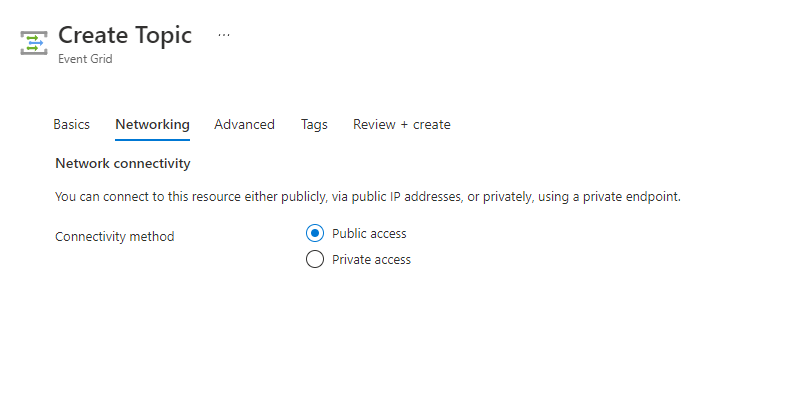 Create Topic ...
Event Grid
Basics Networking Advanced Tags Review + create
Network connectivity
You can connect to this resource either publicly, via public IP addresses, or privately, using a private endpoint.
Connectivity method
Public access
Private access